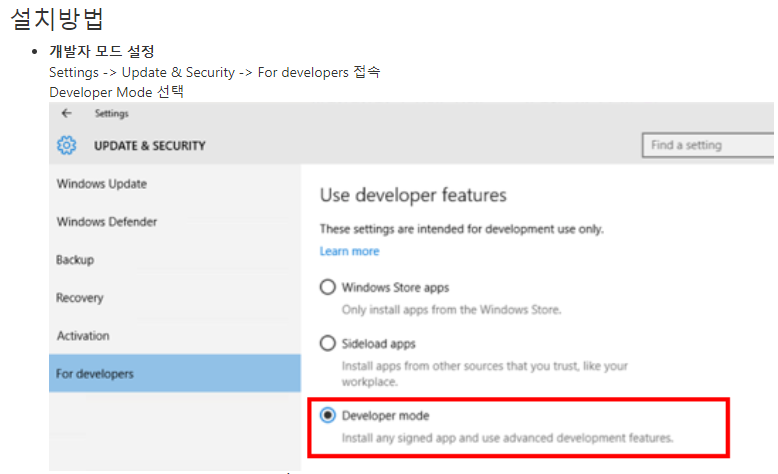 설치방법
개발자 모드 설정
Settings -> Update & Security -> For developers 접속
Developer Mode 선택
Settings
UPDATE & SECURITY
Find a setting
Windows Update
Windows Defender
Backup
Recovery
Activation
For developers
Use developer features
These settings are intended for development use only.
Learn more
Windows Store apps
Only install apps from the Windows Store.
Sideload apps
Install apps from other sources that you trust, like your
workplace.
Developer mode
Install any signed app and use advanced development features.